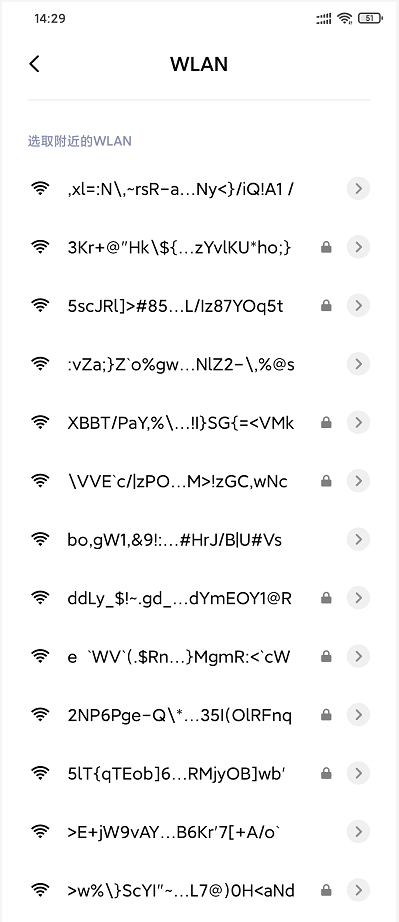 14:29
51
WLAN
选取附近的WLAN
,xl=:N\,~rsR-a...Ny<}/iQ!A1 /
3Kr+@"Hk\${...zYvlKU*ho;}
5scJRl]>#85...L/Iz87YOq5t
:vZa;}Z`o%gw...NlZ2-\,%@s
XBBT/PaY,%\...!I}SG{=<VMk
\VVE`c/|zPO...M>!zGC,wNc
bo,gW1,&9!:...#HrJ/B|U#Vs
ddLy_$!~.gd_...dYmEOY1@R
e  `WV`(.$Rn...}MgmR:<`cW
2NP6Pge-Q\*...35I(OlRFnq
5lT{qTEob]6...RMjyOB]wb'
>E+jW9vAY...B6Kr'7[+A/o`
>w%\}ScYI"~...L7@)0H<aNd